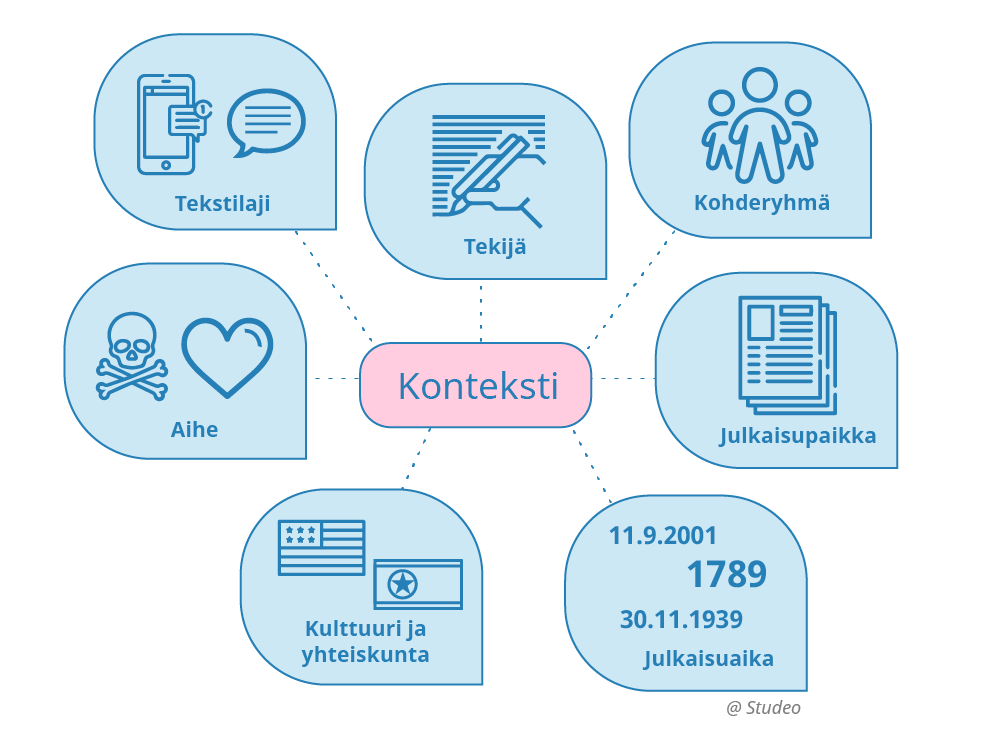 Tekstilaji
Tekijä
Kohderyhmä
Aihe
Konteksti
Julkaisupaikka
Kulttuuri ja
yhteiskunta
11.9.2001
1789
30.11.1939
Julkaisuaika
@ Studeo